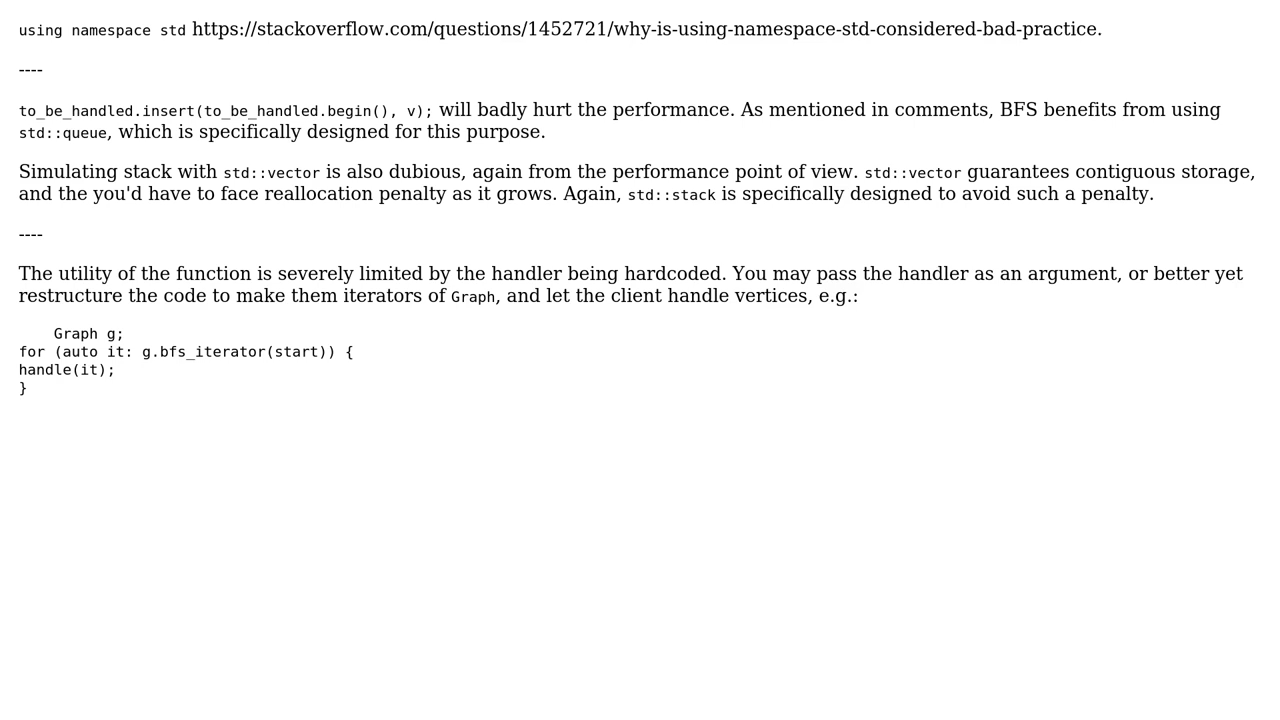 using namespace std https://stackoverflow.com/questions/1452721/why-is-using-namespace-std-considered-bad-practice.
----
to_be_handled.insert(to_be_handled.begin(), v); will badly hurt the performance. As mentioned in comments, BFS benefits from using
std::queue, which is specifically designed for this purpose.
Simulating stack with std::vector is also dubious, again from the performance point of view. std::vector guarantees contiguous storage,
and the you'd have to face reallocation penalty as it grows. Again, std::stack is specifically designed to avoid such a penalty.
----
The utility of the function is severely limited by the handler being hardcoded. You may pass the handler as an argument, or better yet
restructure the code to make them iterators of Graph, and let the client handle vertices, e.g.:
    Graph g;
for (auto it: g.bfs_iterator(start)) {
handle(it);
}